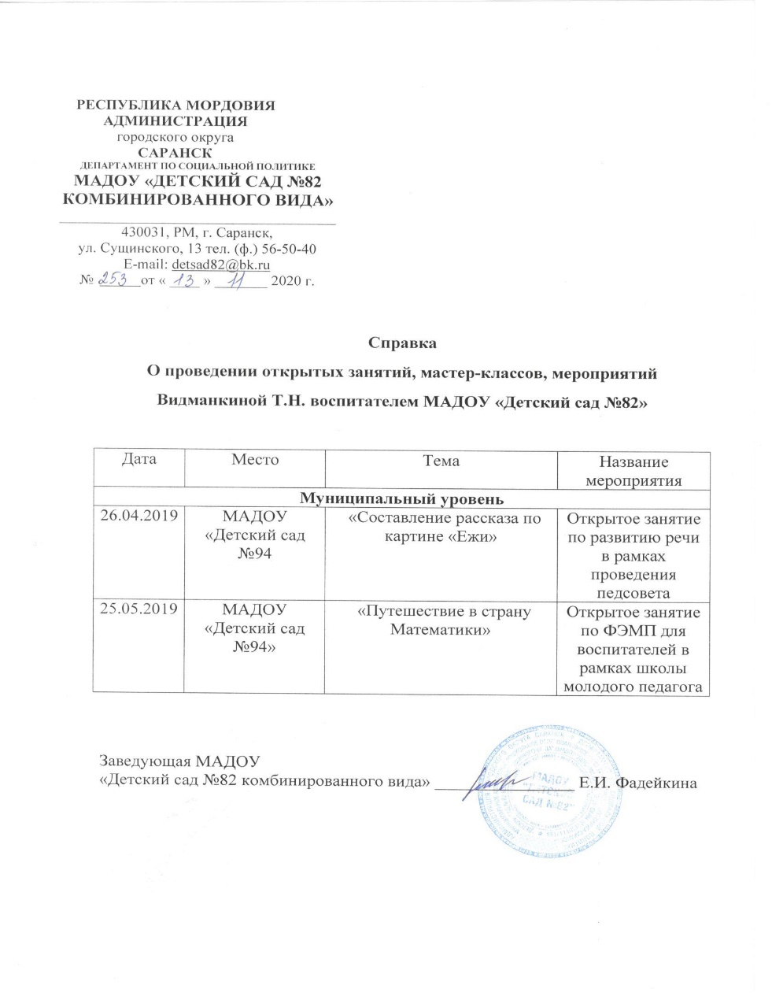 РЕСПУБЛИКА МОРДОВИЯ
АДМИНИСТРАЦИЯ
городского округа
САРАНСК
ДЕПАРТАМЕНТ ПО СОЦИАЛЬНОЙ ПОЛИТИКЕ
МАДОУ «ДЕТСКИЙ САД №82
КОМБИНИРОВАННОГО ВИДА»
430031, РМ, г. Саранск,
ул. Сущинского, 13 тел. (ф.) 56-50-40
E-mail: detsad82@bk.ru
№ 253 от « 13 » 11 2020 г.
Справка
О проведении открытых занятий, мастер-классов, мероприятий
Видманкиной Т.Н. воспитателем МАДОУ «Детский сад №82»
Дата Место Тема Название
мероприятия
Муниципальный уровень
26.04.2019 МАДОУ «Составление рассказа по Открытое занятие
«Детский сад картине «Ежи» по развитию речи
№94 в рамках
проведения
педсовета
25.05.2019 МАДОУ «Путешествие в страну Открытое занятие
«Детский сад Математики» по ФЭМП для
№94» воспитателей в
рамках школы
молодого педагога
Заведующая МАДОУ
«Детский сад №82 комбинированного вида» Е.И. Фадейкина
МАДОУ
"ДЕТСКИЙ
САД №82"